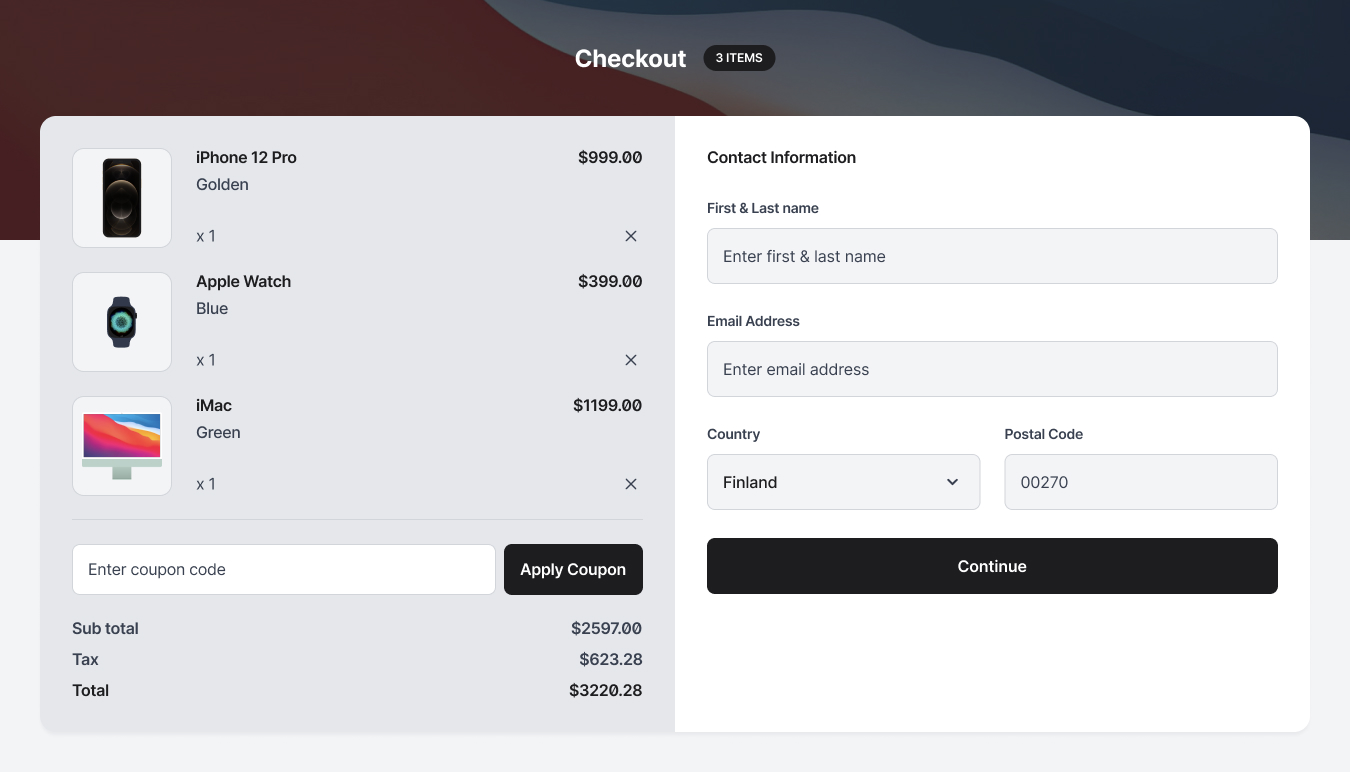 Checkout 3 ITEMS
iPhone 12 Pro $999.00
Golden
x 1
Apple Watch $399.00
Blue
x 1
iMac $1199.00
Green
x 1
Enter coupon code Apply Coupon
Sub total $2597.00
Tax $623.28
Total $3220.28
Contact Information
First & Last name
Enter first & last name
Email Address
Enter email address
Country Postal Code
Finland 00270
Continue